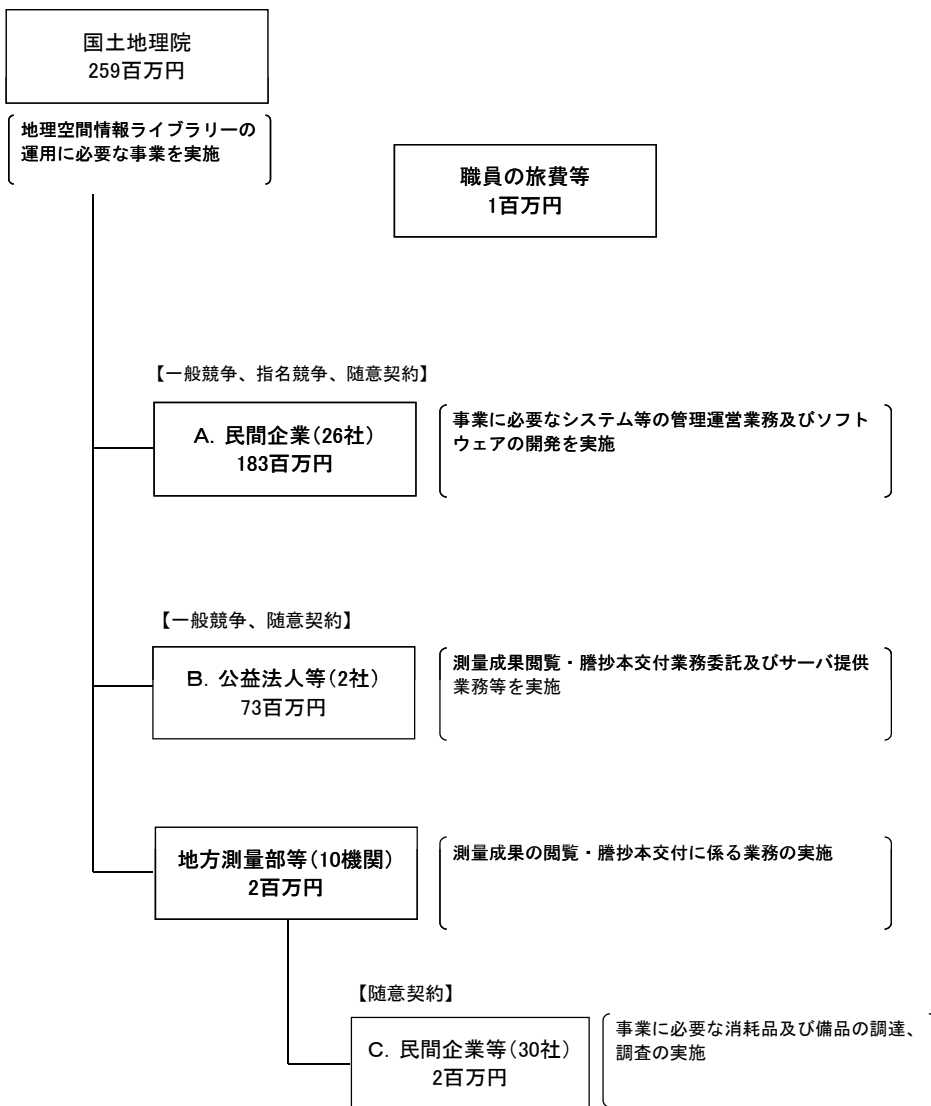 国土地理院
259百万円
地理空間情報ライブラリーの
運用に必要な事業を実施
職員の旅費等
1百万円
【一般競争、指名競争、随意契約】
A. 民間企業(26社)
183百万円
事業に必要なシステム等の管理運営業務及びソフト
ウェアの開発を実施
【一般競争、随意契約】
B. 公益法人等(2社)
73百万円
測量成果閲覧・謄抄本交付業務委託及びサーバ提供
業務等を実施
地方測量部等(10機関)
2百万円
測量成果の閲覧・謄抄本交付に係る業務の実施
【随意契約】
C. 民間企業等(30社)
2百万円
事業に必要な消耗品及び備品の調達、
調査の実施